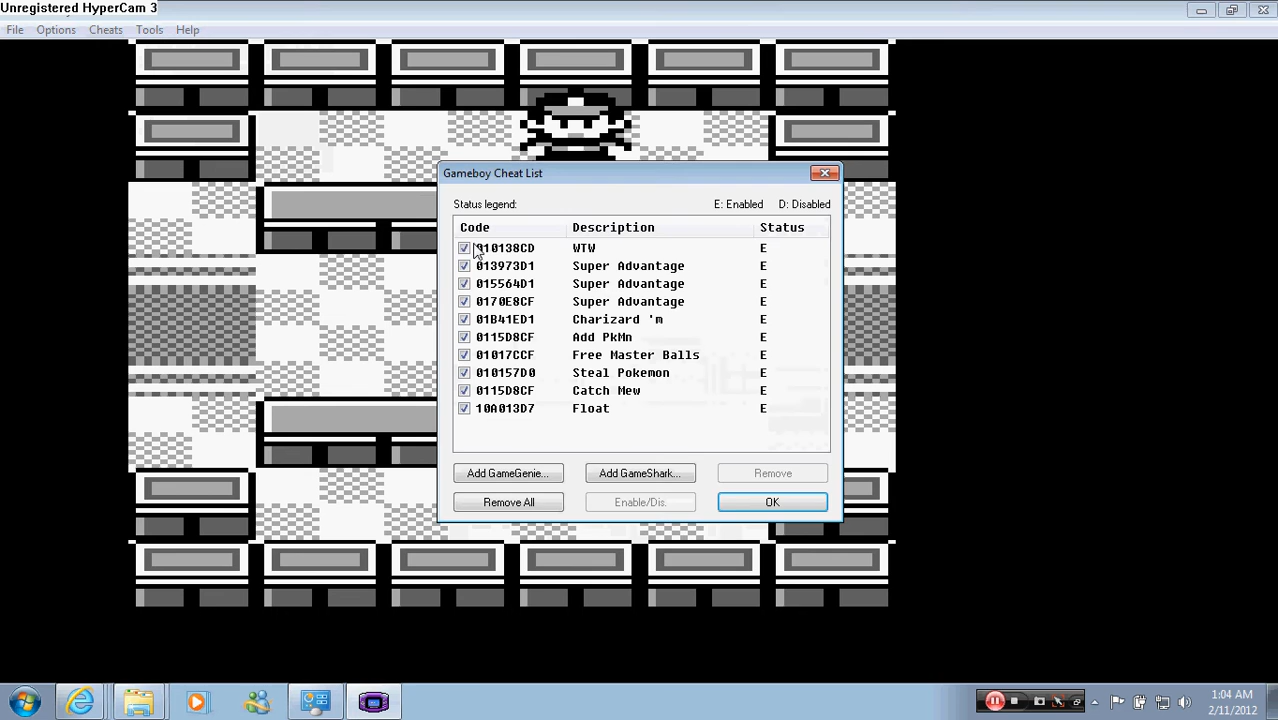 Unregistered HyperCam 3
File Options Cheats Tools Help
Gameboy Cheat List
Status legend: E: Enabled D: Disabled
Code Description Status
010138CD WTW E
013973D1 Super Advantage E
015564D1 Super Advantage E
0170E8CF Super Advantage E
01B41ED1 Charizard 'm E
0115D8CF Add PkMn E
01017CCF Free Master Balls E
010157D0 Steal Pokemon E
0115D8CF Catch Mew E
10A013D7 Float E
Add GameGenie... Add GameShark... Remove
Remove All Enable/Dis. OK
1:04 AM
2/11/2012